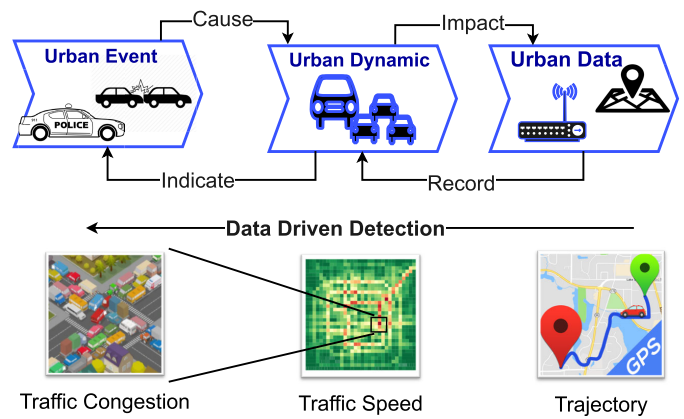 Cause
Impact
Urban Event
Urban Dynamic
Urban Data
POLICE
Indicate
Record
Data Driven Detection
GPS
Traffic Congestion
Traffic Speed
Trajectory